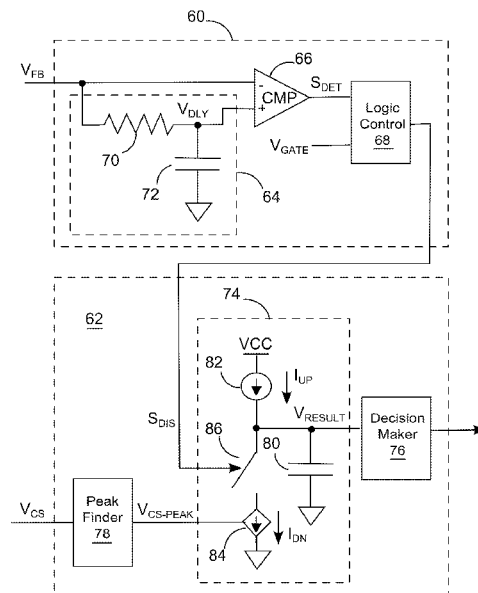 60
66
V_FB
-
CMP
+
S_DET
V_DLY
Logic
Control
68
70
V_GATE
72
64
74
62
VCC
82
I_UP
V_RESULT
S_DIS
86
80
Decision
Maker
76
V_CS
Peak
Finder
78
V_CS-PEAK
84
I_DN